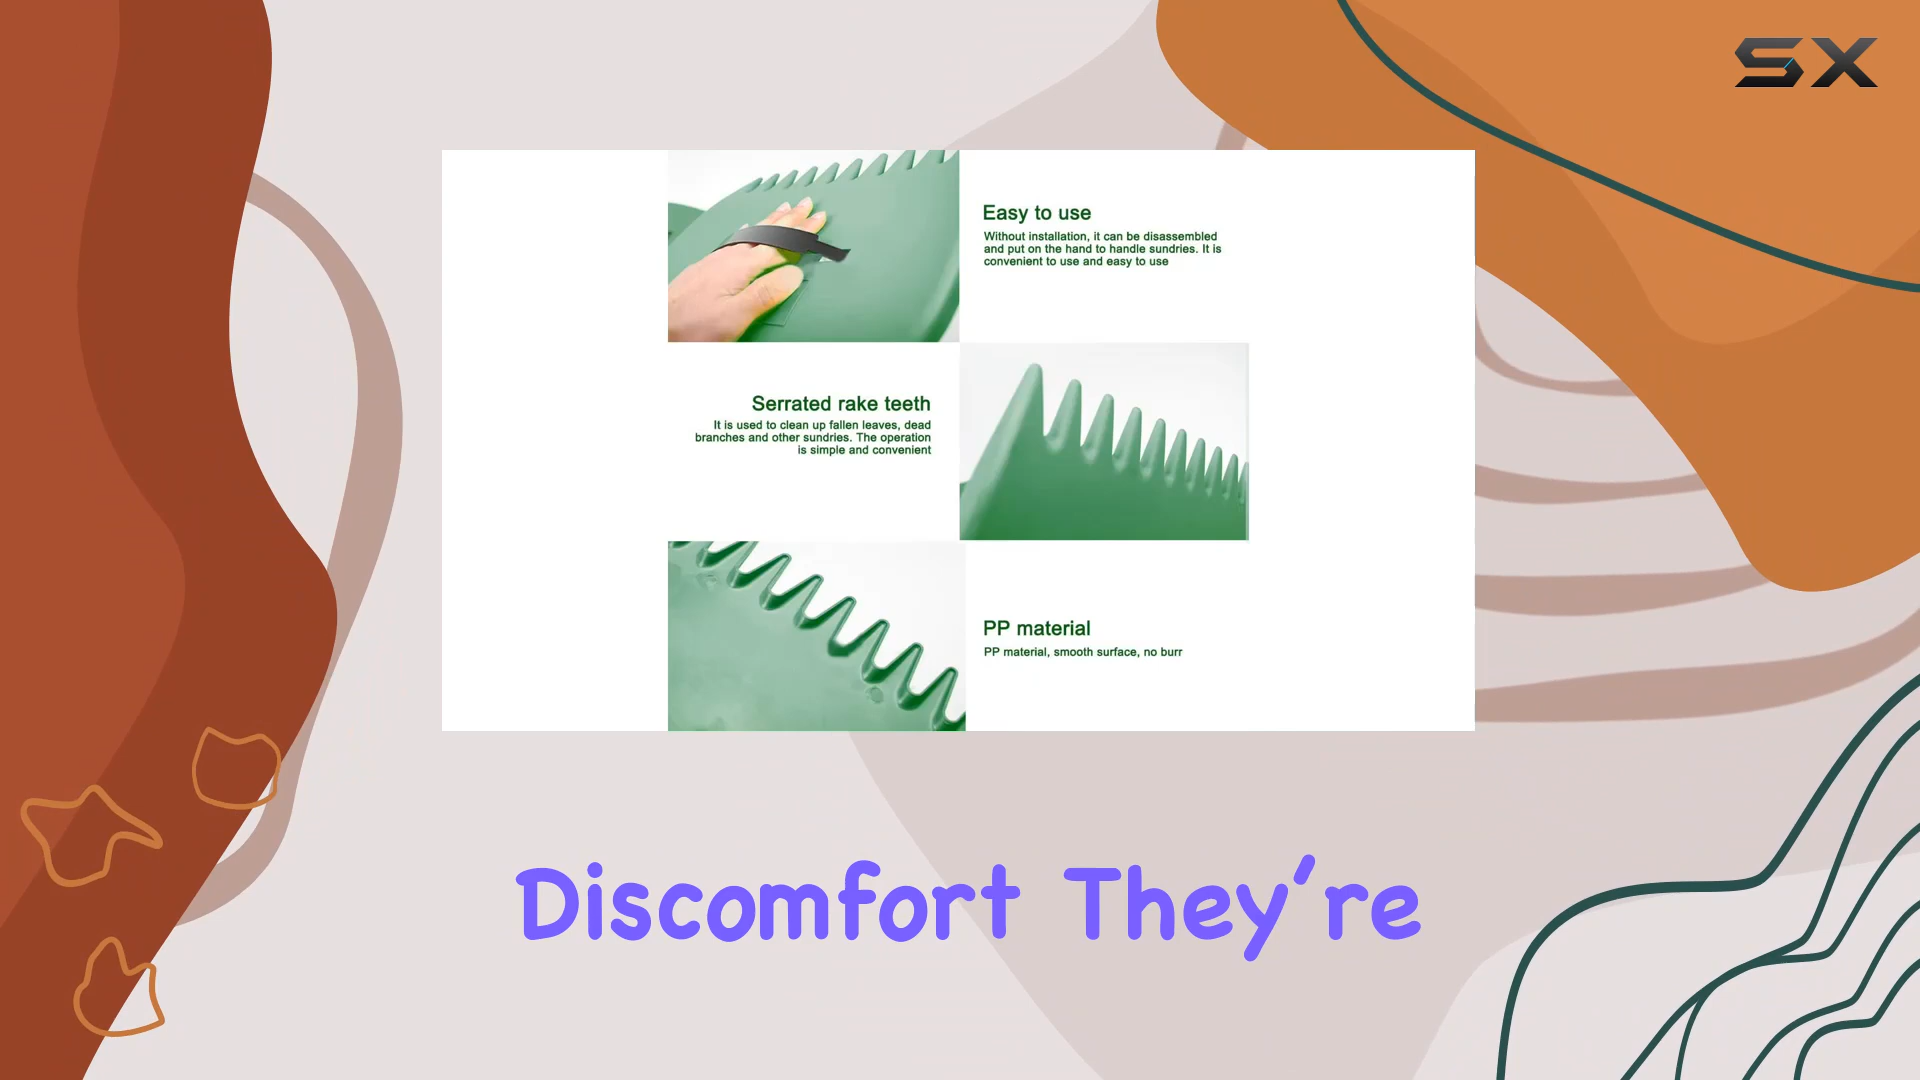 SX
Easy to use
Without installation, it can be disassembled
and put on the hand to handle sundries. It is
convenient to use and easy to use
Serrated rake teeth
It is used to clean up fallen leaves, dead
branches and other sundries. The operation
is simple and convenient
PP material
PP material, smooth surface, no burr
Discomfort They're